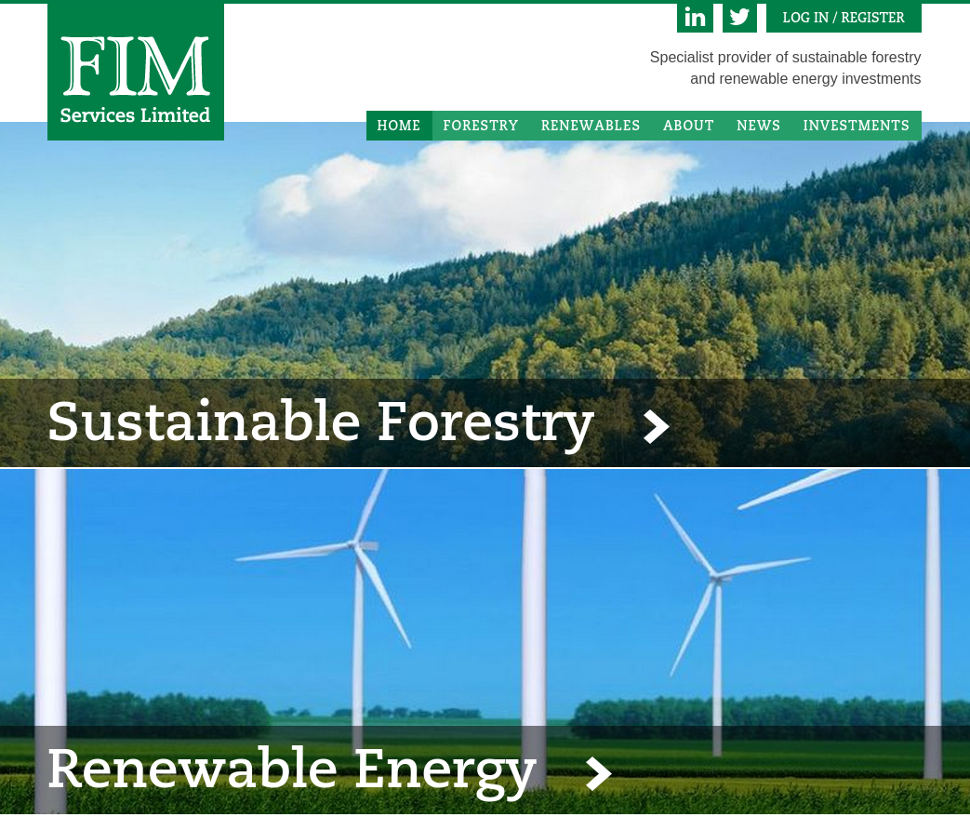 FIM
Services Limited
in
LOG IN / REGISTER
Specialist provider of sustainable forestry
and renewable energy investments
HOME FORESTRY RENEWABLES ABOUT NEWS INVESTMENTS
Sustainable Forestry
Renewable Energy